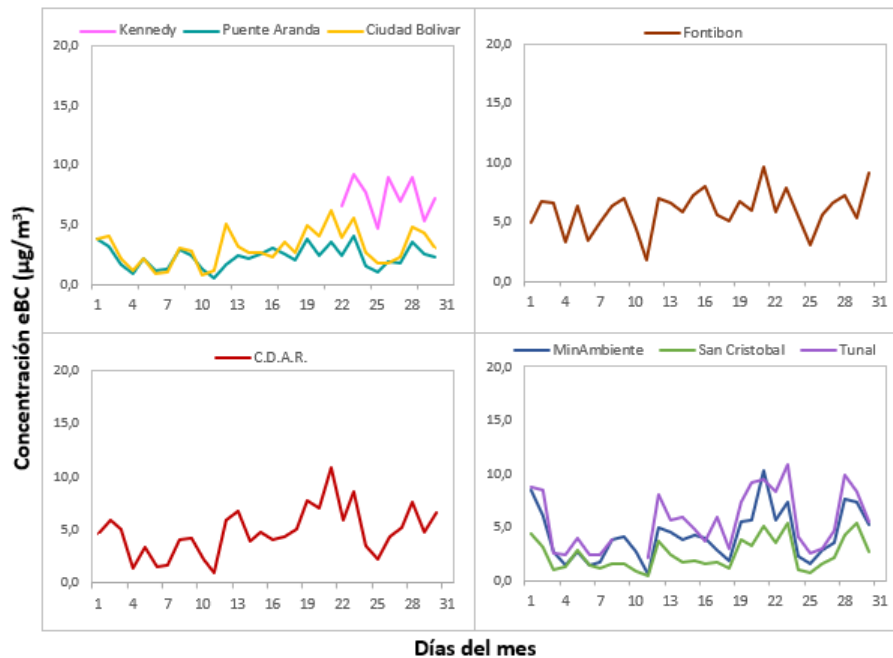 Concentración eBC (µg/m³)
Kennedy Puente Aranda Ciudad Bolivar
20,0
15,0
10,0
5,0
0,0
1 4 7 10 13 16 19 22 25 28 31
Fontibon
20,0
15,0
10,0
5,0
0,0
1 4 7 10 13 16 19 22 25 28 31
C.D.A.R.
20,0
15,0
10,0
5,0
0,0
1 4 7 10 13 16 19 22 25 28 31
MinAmbiente San Cristobal Tunal
20,0
15,0
10,0
5,0
0,0
1 4 7 10 13 16 19 22 25 28 31
Días del mes